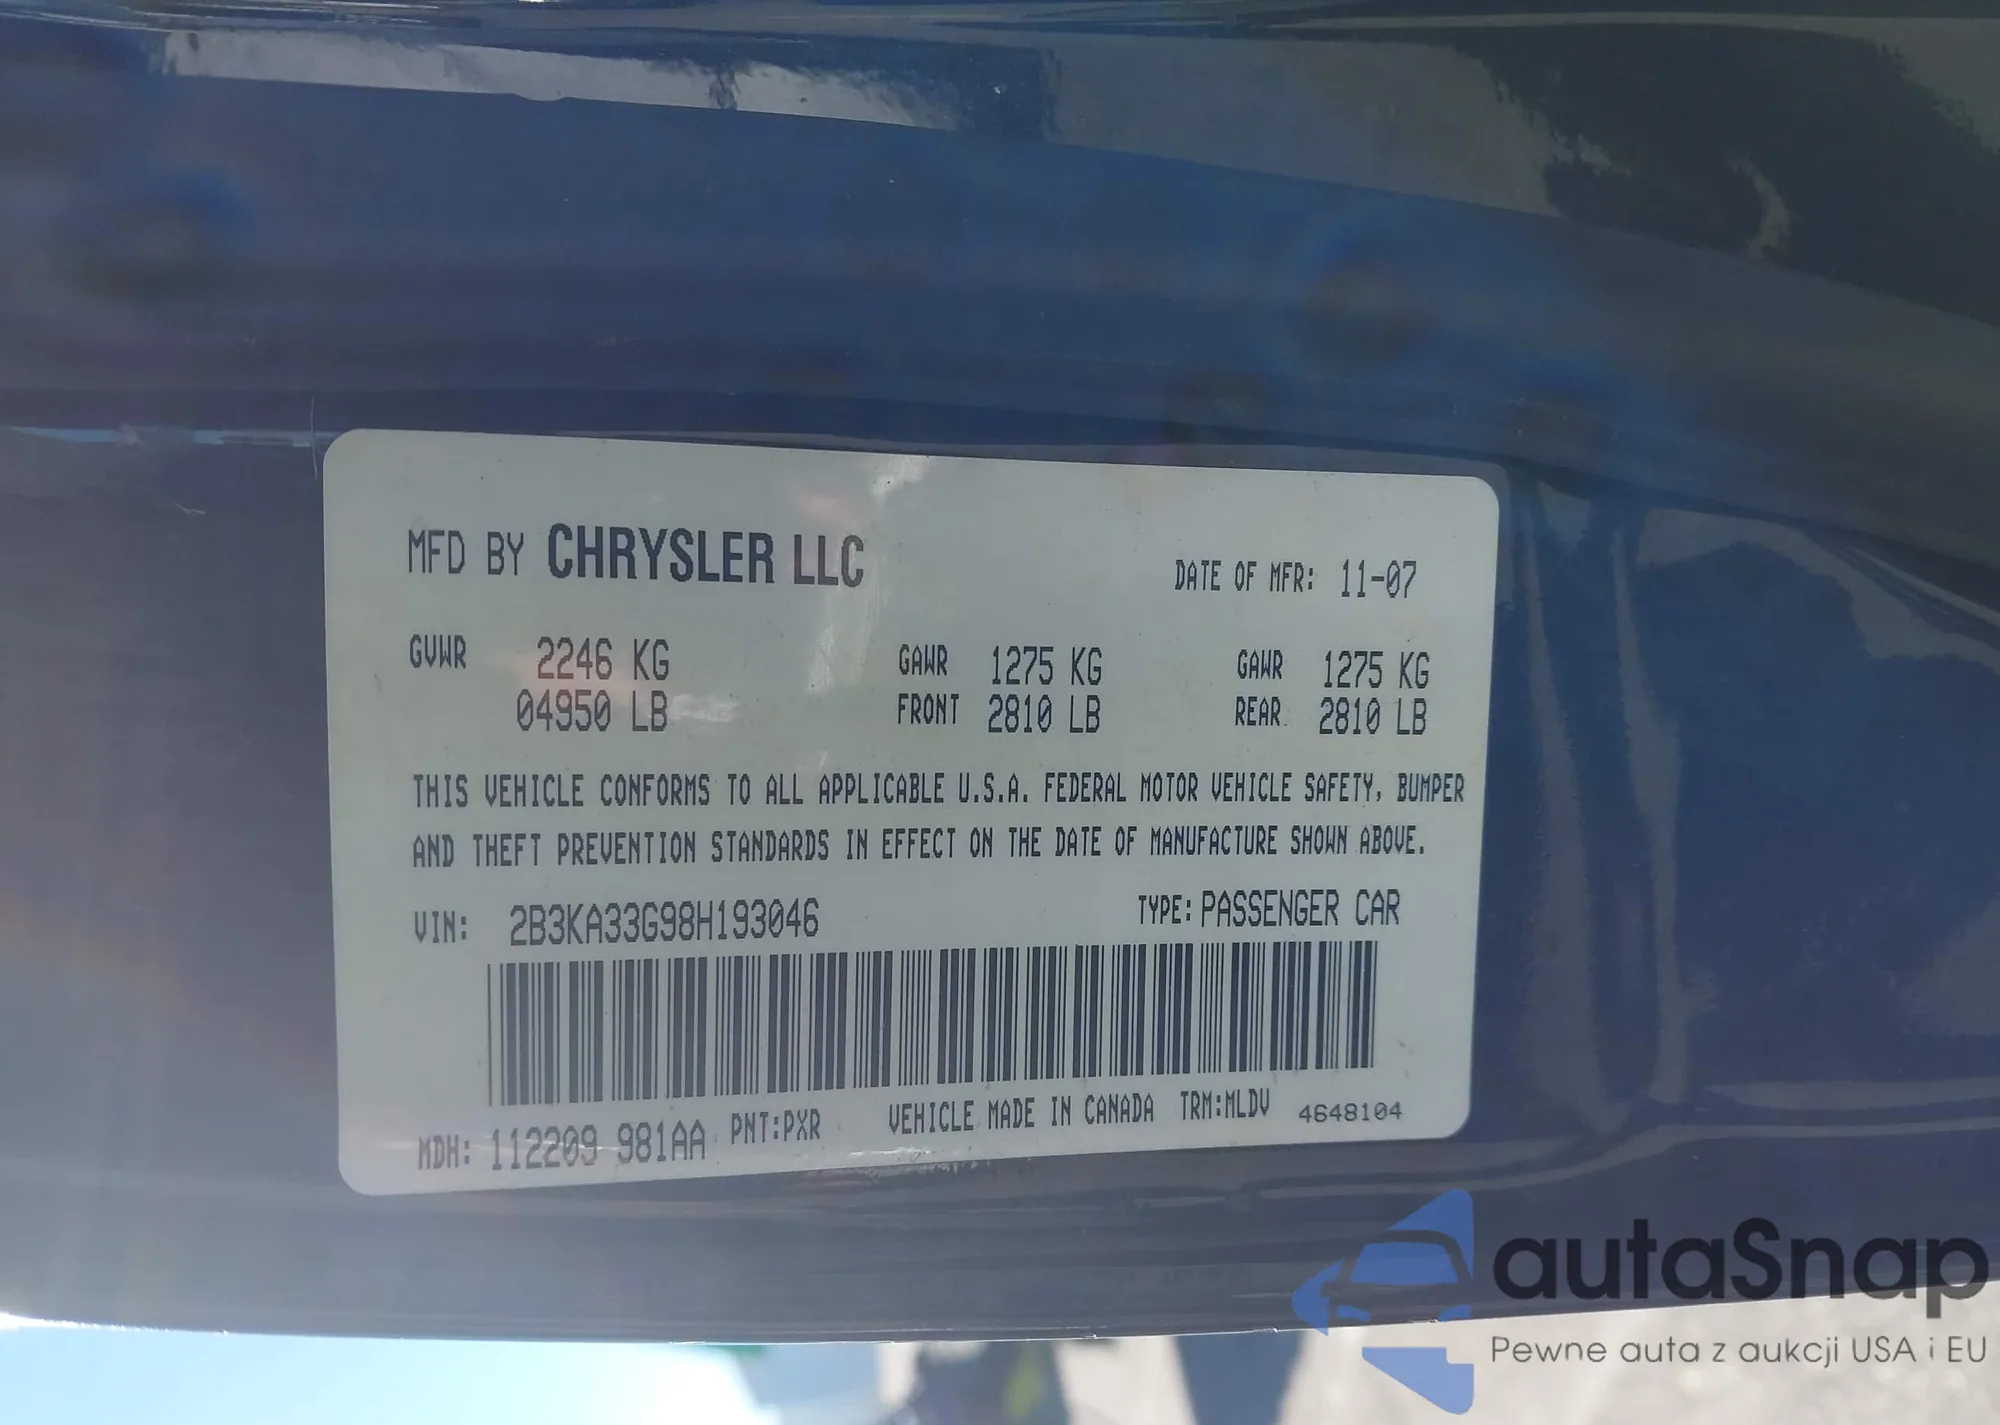 MFD BY CHRYSLER LLC DATE OF MFR: 11-07
GVWR 2246 KG GAWR 1275 KG GAWR 1275 KG
04950 LB FRONT 2810 LB REAR 2810 LB
THIS VEHICLE CONFORMS TO ALL APPLICABLE U.S.A. FEDERAL MOTOR VEHICLE SAFETY, BUMPER
AND THEFT PREVENTION STANDARDS IN EFFECT ON THE DATE OF MANUFACTURE SHOWN ABOVE.
VIN: 2B3KA33G98H193046 TYPE: PASSENGER CAR
MDH: 112209 981AA PNT:PXR VEHICLE MADE IN CANADA TRM:MLDV 4648104
autaSnap
Pewne auta z aukcji USA i EU